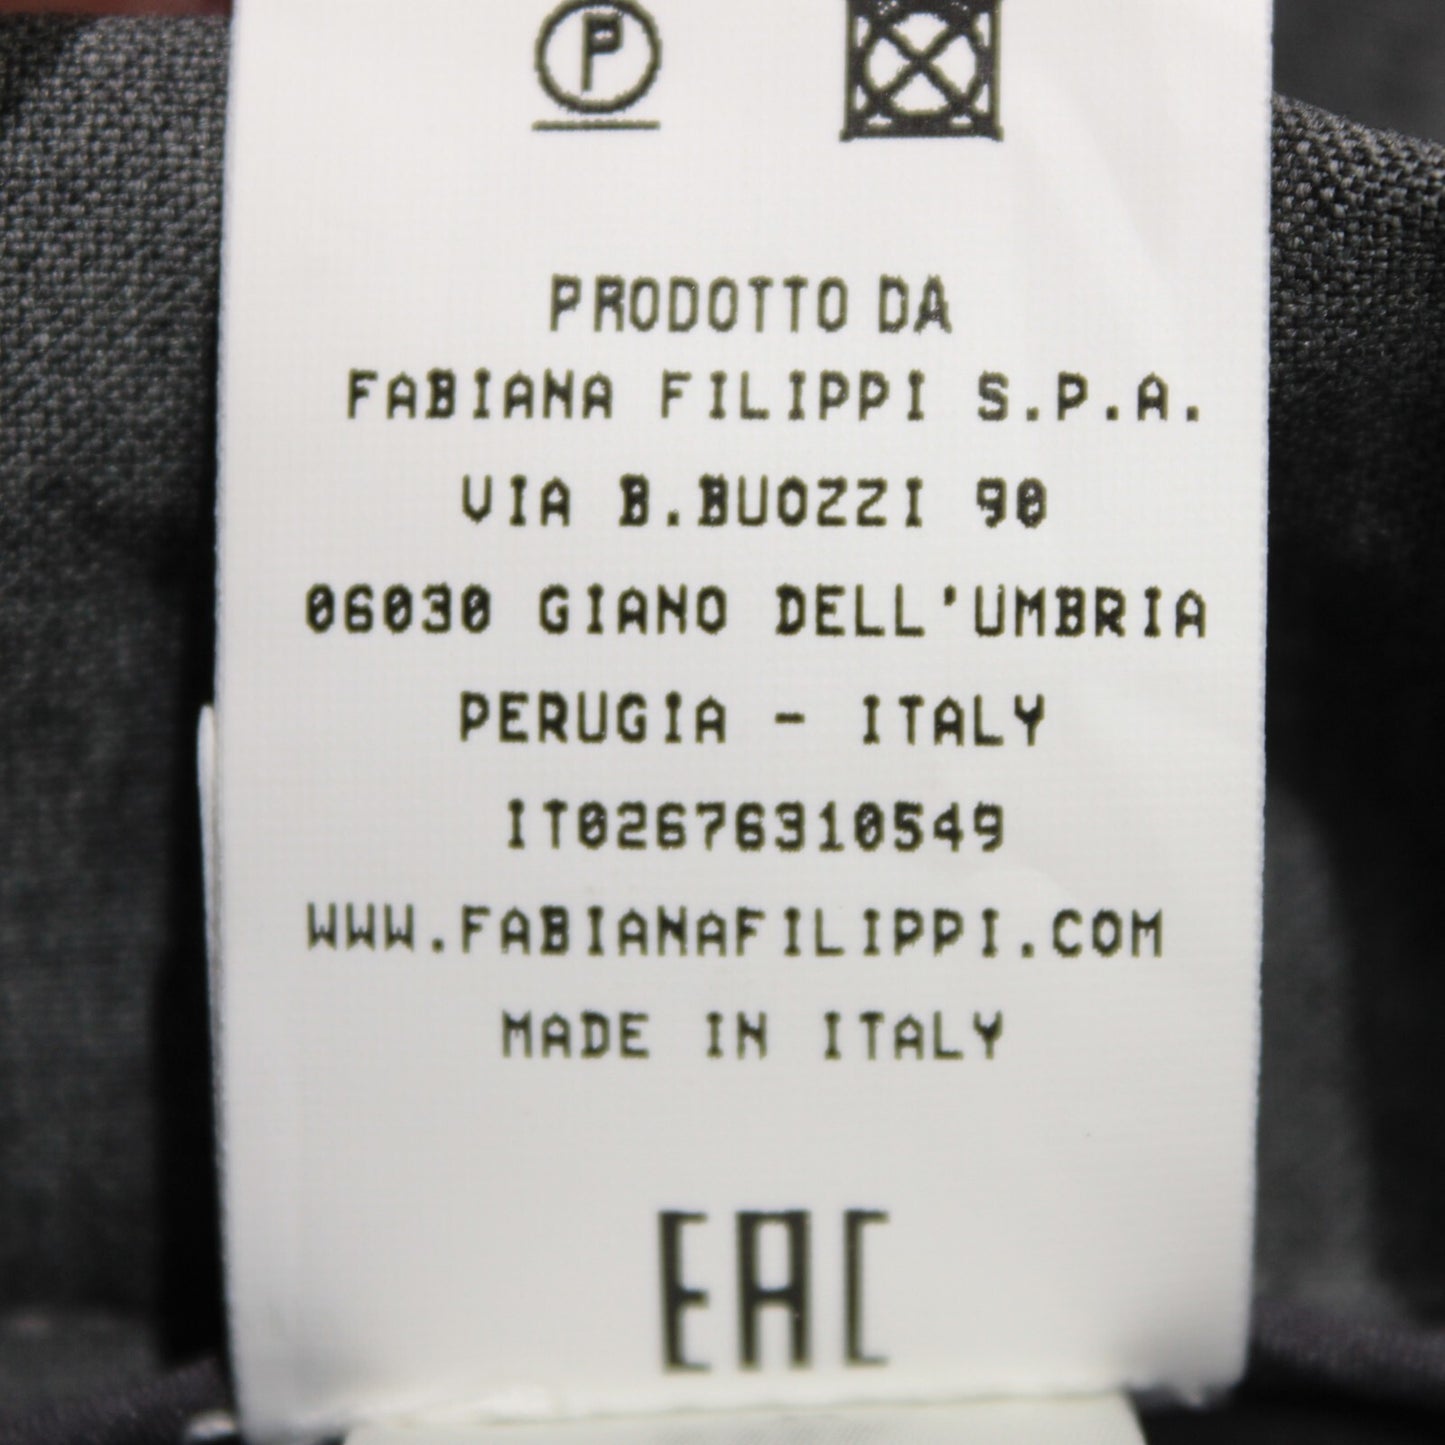 P
PRODOTTO DA
FABIANA FILIPPI S.P.A.
VIA B.BUOZZI 90
06030 GIANO DELL'UMBRIA
PERUGIA - ITALY
IT02676310549
WWW.FABIANAFILIPPI.COM
MADE IN ITALY
EAC